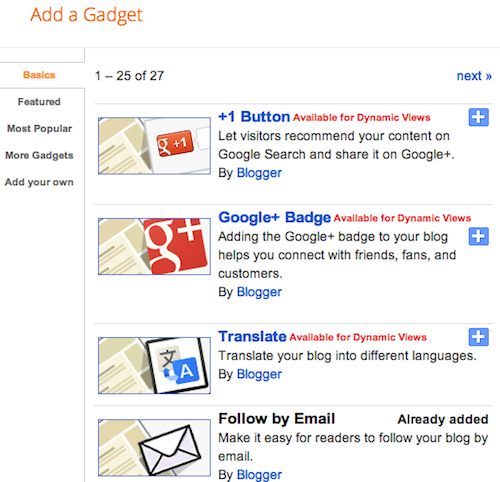 Add a Gadget
Basics
Featured
Most Popular
More Gadgets
Add your own
1 – 25 of 27
next »
g +1
+1 Button Available for Dynamic Views
Let visitors recommend your content on
Google Search and share it on Google+.
By Blogger
g+
Google+ Badge Available for Dynamic Views
Adding the Google+ badge to your blog
helps you connect with friends, fans, and
customers.
By Blogger
文 A
Translate Available for Dynamic Views
Translate your blog into different languages.
By Blogger
Follow by Email Already added
Make it easy for readers to follow your blog by
email.
By Blogger